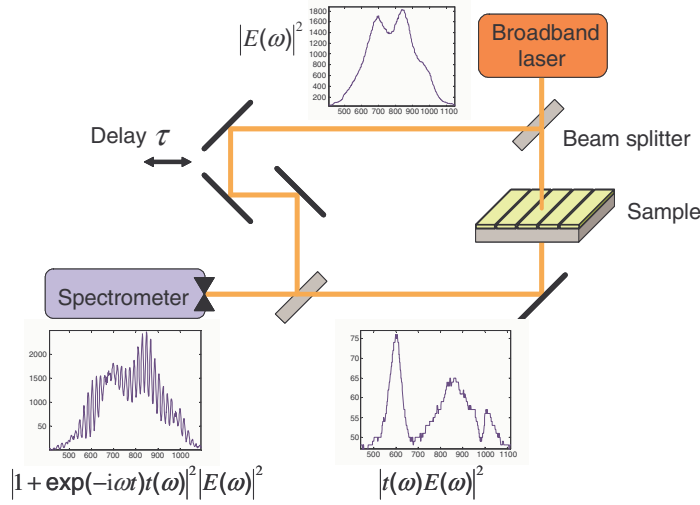 |E(ω)|²
1800
1600
1400
1200
1000
800
600
400
200
500 600 700 800 900 1000 1100
Broadband
laser
Delay τ
Beam splitter
Sample
Spectrometer
2000
1500
1000
50
500 600 700 800 900 1000
75
70
65
60
55
50
500 600 700 800 900 1000 1100
|1 + exp(−iωt)t(ω)|²|E(ω)|²
|t(ω)E(ω)|²